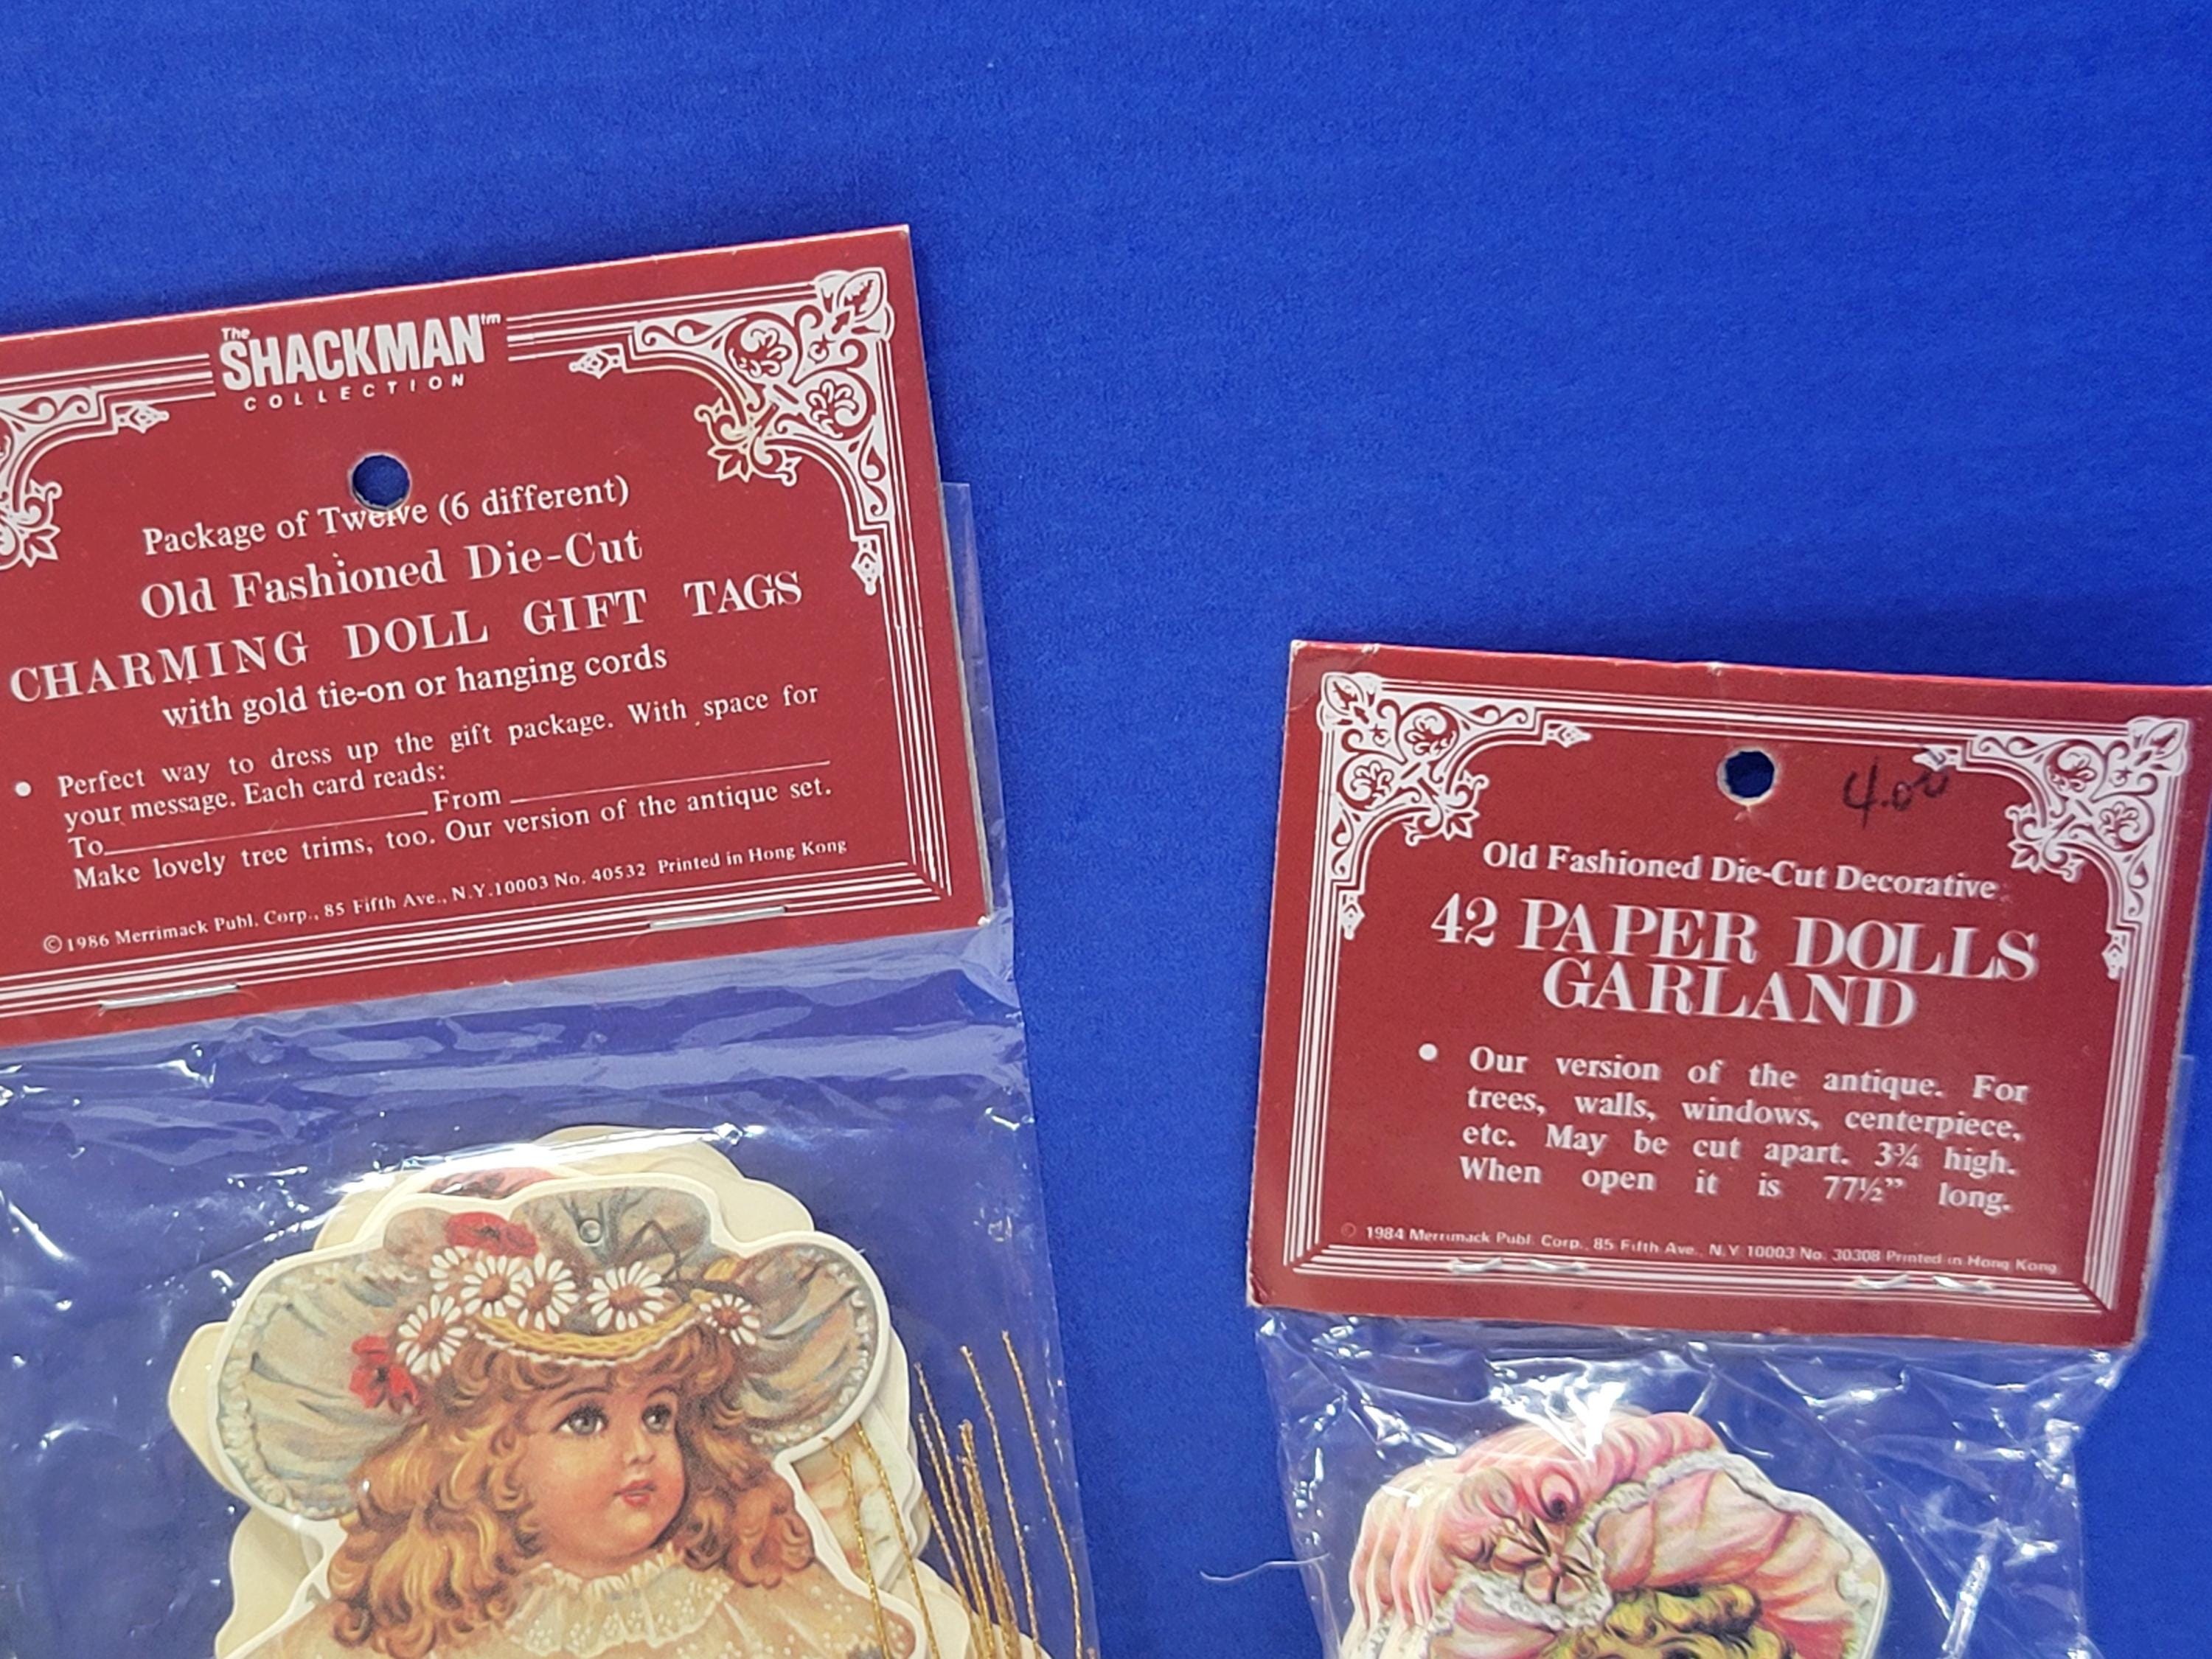 The
SHACKMAN™
COLLECTION
Package of Twelve (6 different)
Old Fashioned Die-Cut
CHARMING DOLL GIFT TAGS
with gold tie-on or hanging cords
• Perfect way to dress up the gift package. With space for
your message. Each card reads:
To____________ From ____________
Make lovely tree trims, too. Our version of the antique set.
©1986 Merrimack Publ. Corp., 85 Fifth Ave., N.Y.10003 No. 40532 Printed in Hong Kong
4.00
Old Fashioned Die-Cut Decorative
42 PAPER DOLLS
GARLAND
• Our version of the antique. For
trees, walls, windows, centerpiece,
etc. May be cut apart. 3¾ high.
When open it is 77½” long.
© 1984 Merrimack Publ. Corp., 85 Fifth Ave., N.Y. 10003 No. 30308 Printed in Hong Kong